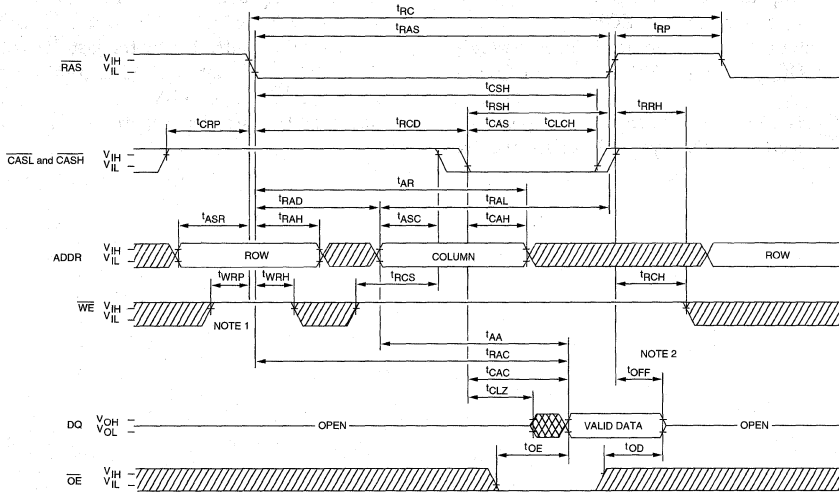 tRC
tRAS
tRP
RAS VIH VIL
tCSH
tRSH
tRRH
tCRP
tRCD
tCAS
tCLCH
CASL and CASH VIH VIL
tAR
tRAD
tRAL
tASR
tRAH
tASC
tCAH
ADDR VIH VIL
ROW
COLUMN
ROW
tWRP
tWRH
tRCS
tRCH
WE VIH VIL
NOTE 1
tAA
tRAC
NOTE 2
tCAC
tOFF
tCLZ
DQ VOH VOL
OPEN
VALID DATA
OPEN
tOE
tOD
OE VIH VIL